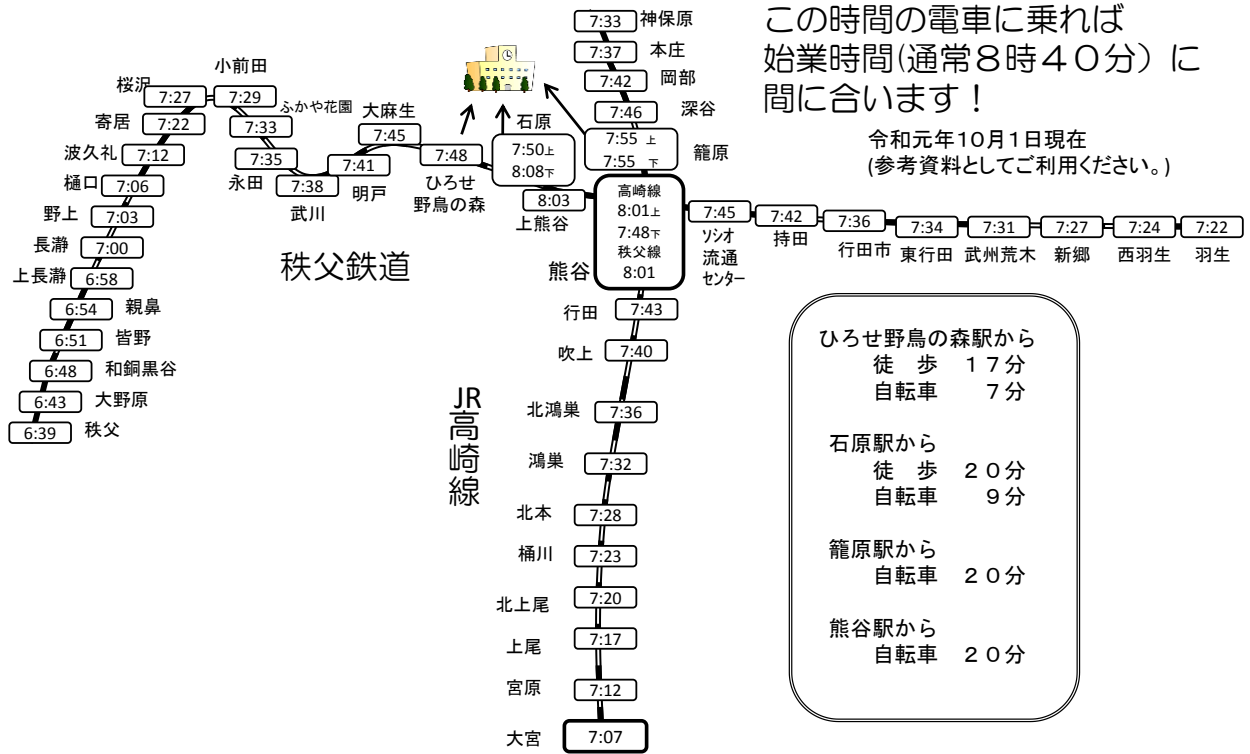 この時間の電車に乗れば
始業時間(通常８時４０分）に
間に合います！
令和元年10月1日現在
(参考資料としてご利用ください。)
7:33 神保原
7:37 本庄
7:42 岡部
7:46 深谷
7:55 上
7:55 下
籠原
小前田
桜沢 7:27 7:29
ふかや花園
7:33
大麻生
7:45
石原
7:50上
8:08下
寄居 7:22
波久礼 7:12
7:35
永田
7:38
武川
7:41
明戸
7:48
ひろせ
野鳥の森
8:03
上熊谷
樋口 7:06
野上 7:03
長瀞 7:00
上長瀞 6:58
6:54 親鼻
6:51 皆野
6:48 和銅黒谷
6:43 大野原
6:39 秩父
秩父鉄道
高崎線
8:01上
7:48下
秩父線
8:01
熊谷
7:45
ソシオ
流通
センター
7:42
持田
7:36
行田市
7:34
東行田
7:31
武州荒木
7:27
新郷
7:24
西羽生
7:22
羽生
行田 7:43
吹上 7:40
JR高崎線
北鴻巣 7:36
鴻巣 7:32
北本 7:28
桶川 7:23
北上尾 7:20
上尾 7:17
宮原 7:12
大宮 7:07
ひろせ野鳥の森駅から
徒　歩　１７分
自転車　７分
石原駅から
徒　歩　２０分
自転車　９分
籠原駅から
自転車　２０分
熊谷駅から
自転車　２０分